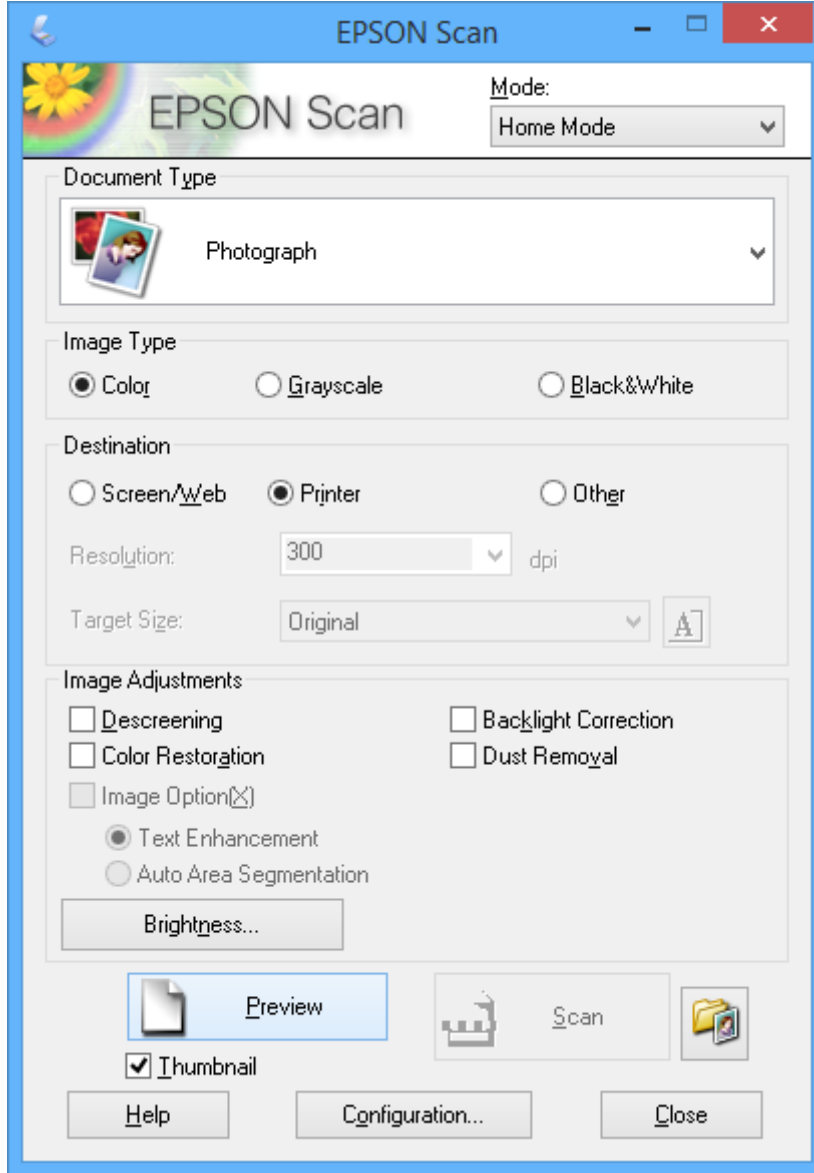 EPSON Scan
EPSON Scan
Mode:
Home Mode
Document Type
Photograph
Image Type
Color Grayscale Black&White
Destination
Screen/Web Printer Other
Resolution: 300 dpi
Target Size: Original A
Image Adjustments
Descreening Backlight Correction
Color Restoration Dust Removal
Image Option(X)
Text Enhancement
Auto Area Segmentation
Brightness...
Preview Scan
Thumbnail
Help Configuration... Close